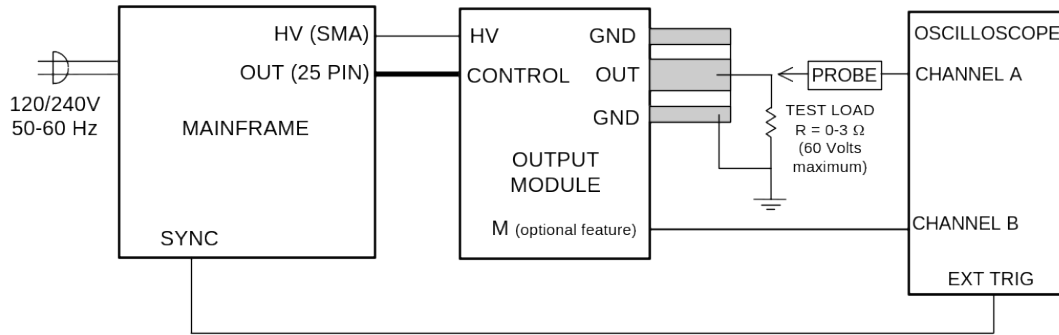 120/240V
50-60 Hz
HV (SMA)
OUT (25 PIN)
MAINFRAME
SYNC
HV
CONTROL
GND
OUT
GND
OUTPUT
MODULE
M (optional feature)
PROBE
TEST LOAD
R = 0-3 Ω
(60 Volts
maximum)
OSCILLOSCOPE
CHANNEL A
CHANNEL B
EXT TRIG